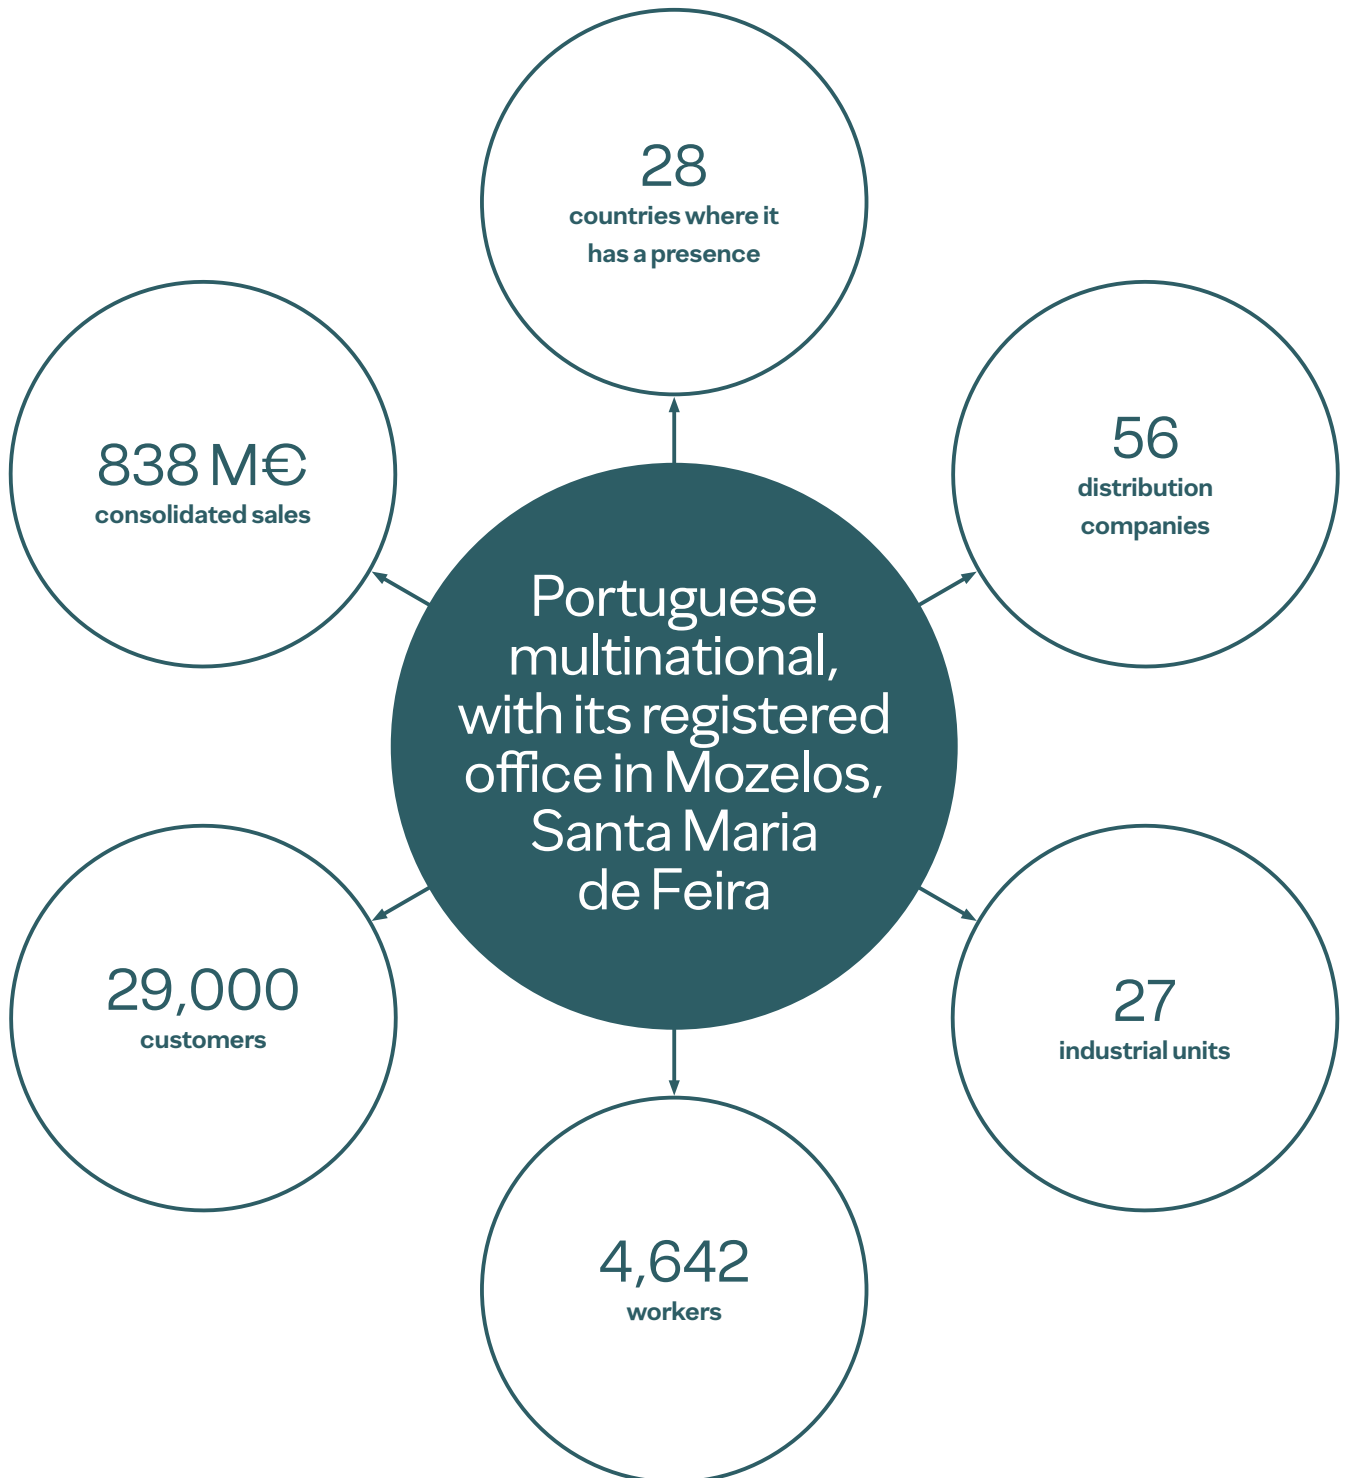 28
countries where it
has a presence
838 M€
consolidated sales
56
distribution
companies
Portuguese
multinational,
with its registered
office in Mozelos,
Santa Maria
de Feira
29,000
customers
27
industrial units
4,642
workers